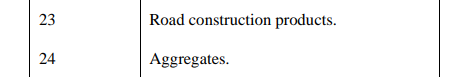 23 Road construction products.
24 Aggregates.